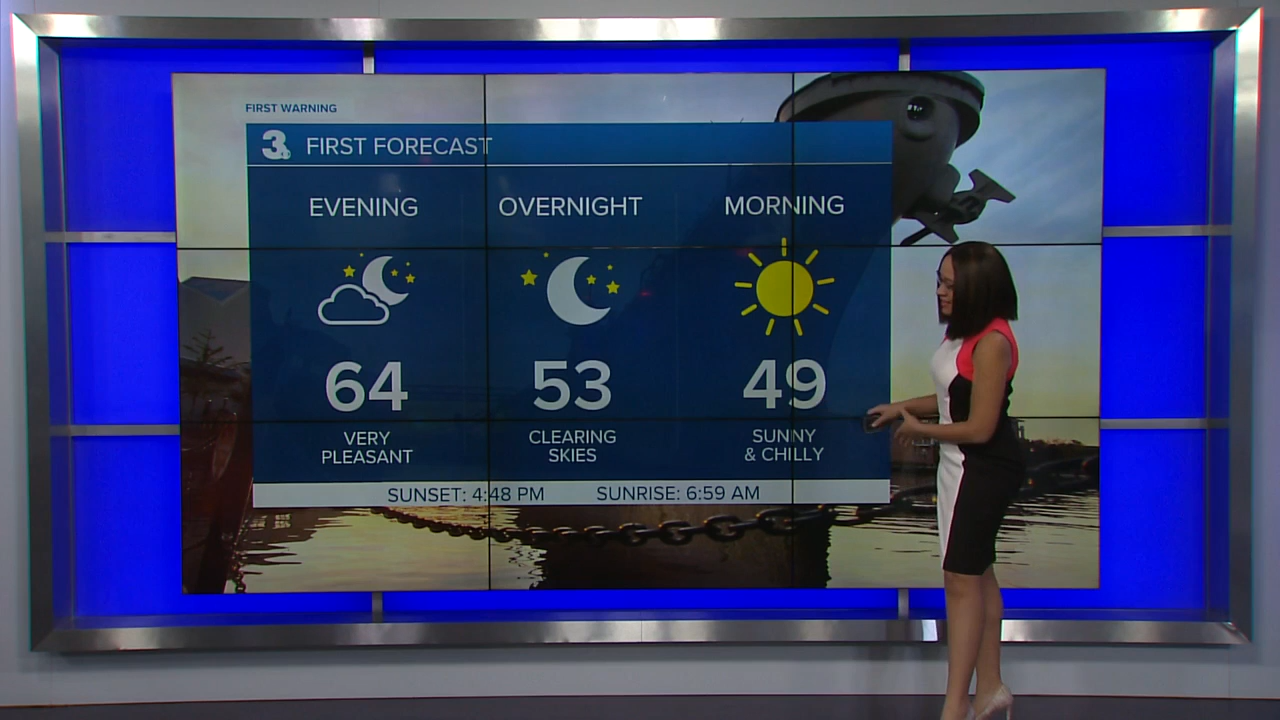 FIRST WARNING
3 FIRST FORECAST
EVENING OVERNIGHT MORNING
64 53 49
VERY PLEASANT
CLEARING SKIES
SUNNY & CHILLY
SUNSET: 4:48 PM SUNRISE: 6:59 AM